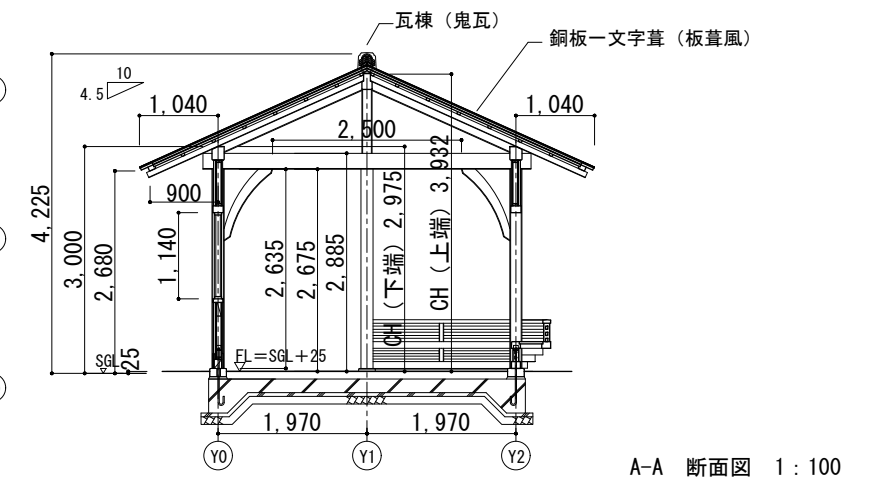 瓦棟（鬼瓦）
銅板一文字葺（板葺風）
10
4.5
1,040
1,040
2,500
900
4,225
3,000
2,680
1,140
2,635
2,675
2,885
CH（下端）2,975
CH（上端）3,932
SGL
25
FL=SGL+25
1,970
1,970
Y0
Y1
Y2
A-A 断面図 1:100